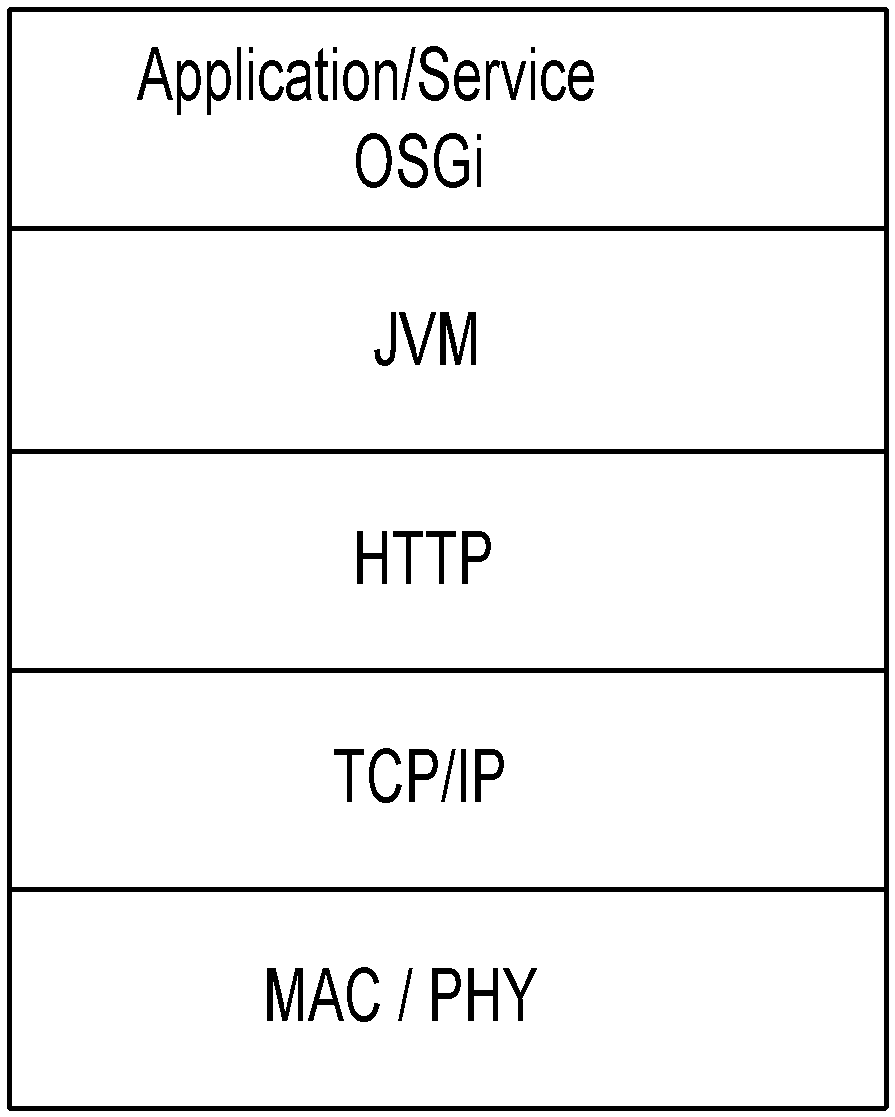 Application/Service
OSGi
JVM
HTTP
TCP/IP
MAC / PHY